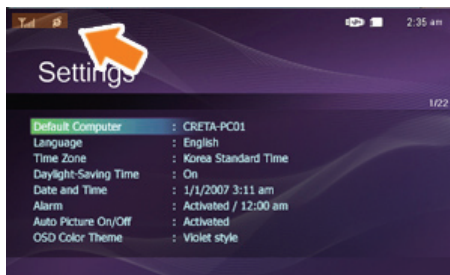 2:35 am
Settings
1/22
Default Computer : CRETA-PC01
Language : English
Time Zone : Korea Standard Time
Daylight-Saving Time : On
Date and Time : 1/1/2007 3:11 am
Alarm : Activated / 12:00 am
Auto Picture On/Off : Activated
OSD Color Theme : Violet style